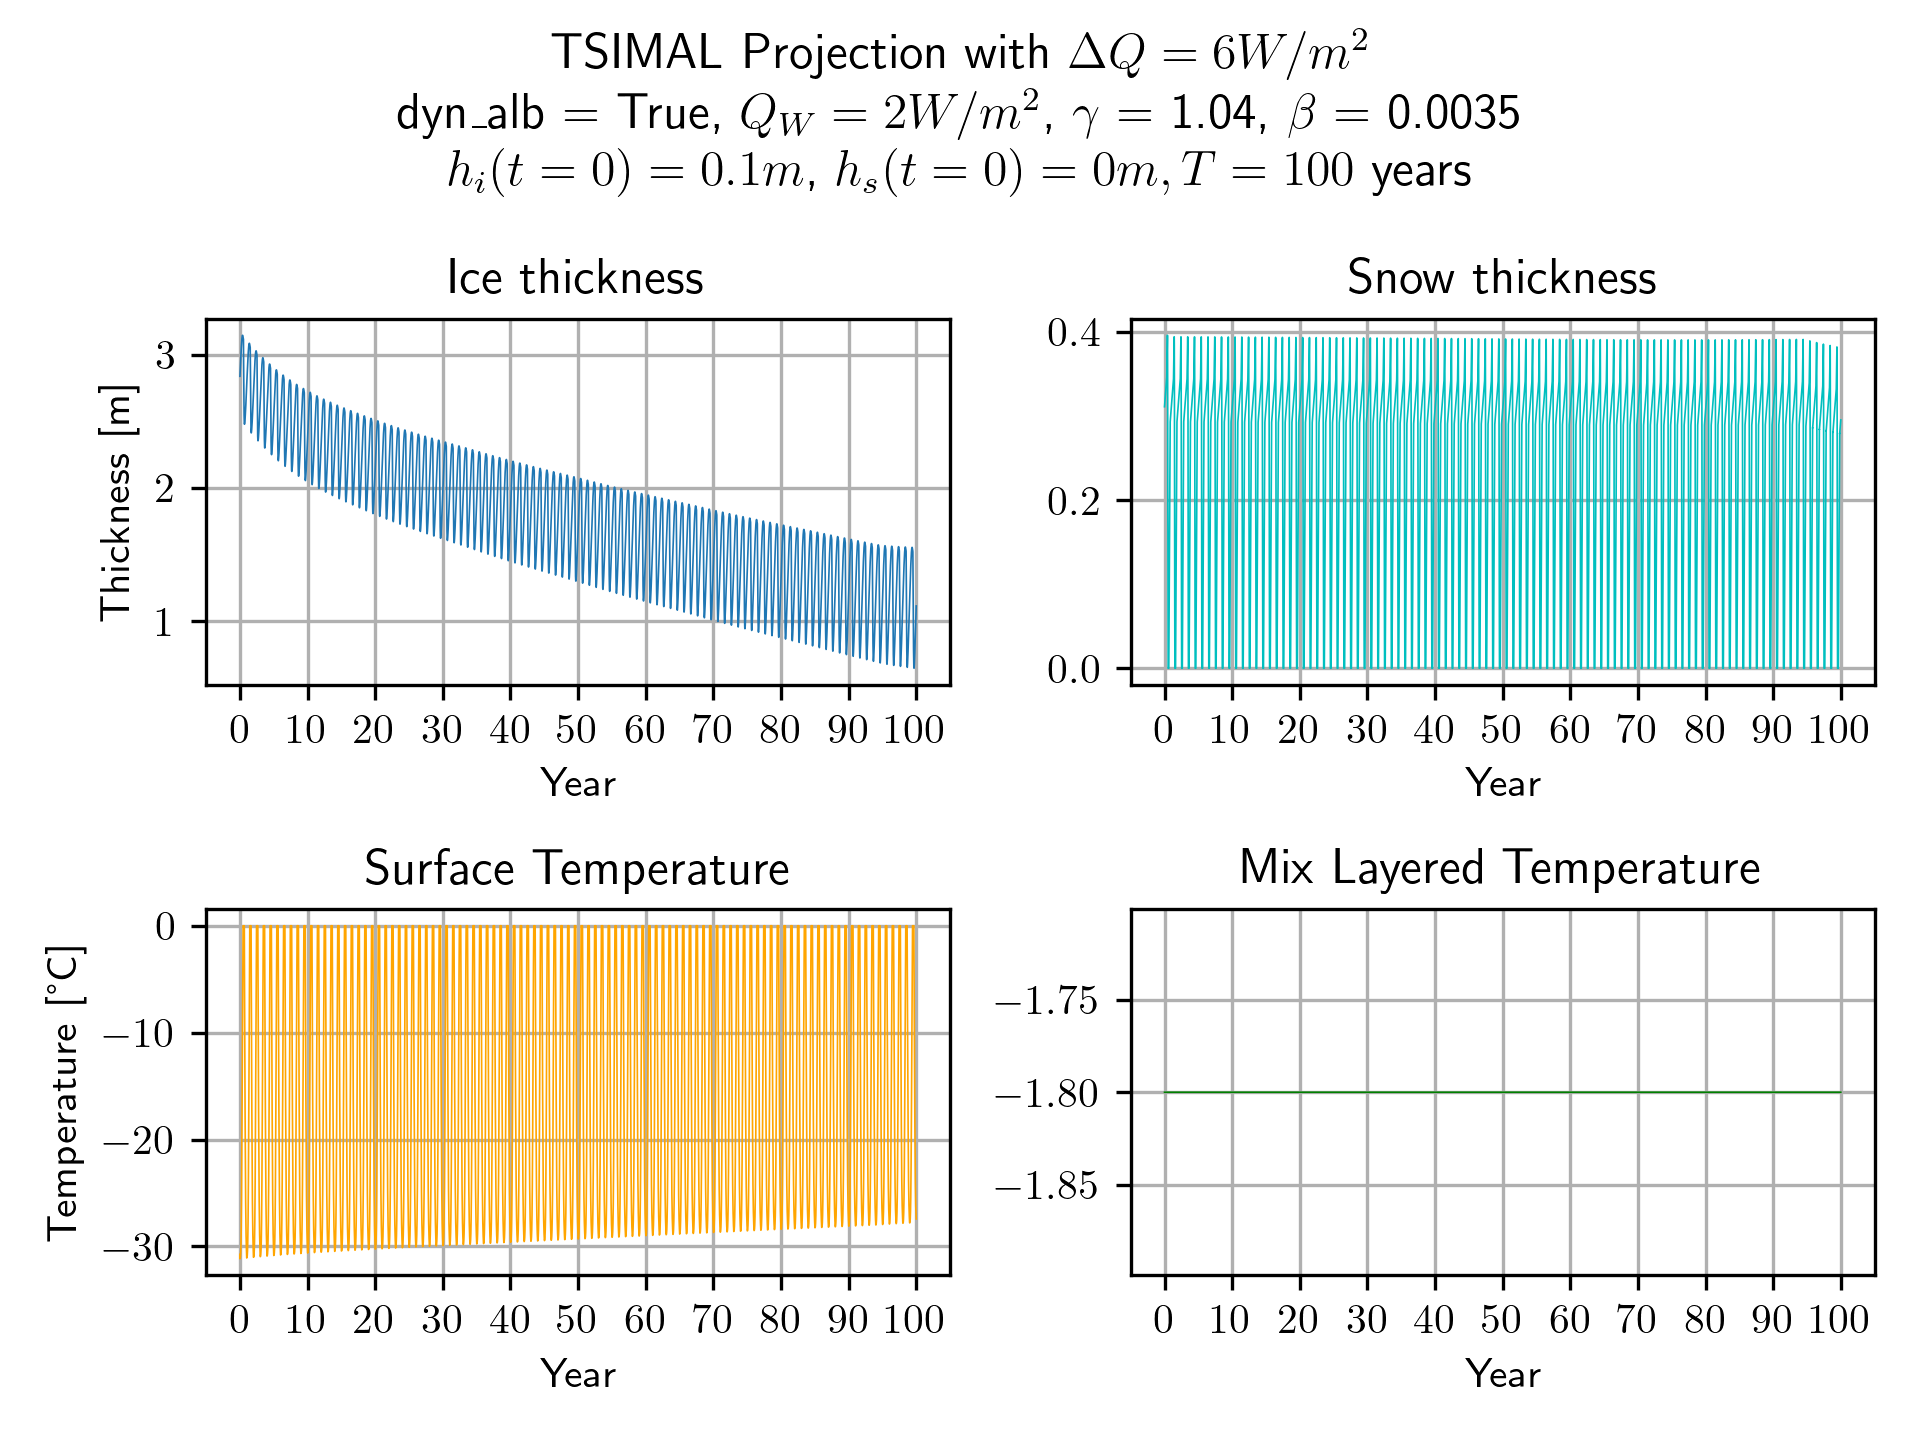 TSIMAL Projection with ΔQ = 6W/m²
dyn_alb = True, Q_W = 2W/m², γ = 1.04, β = 0.0035
h_i(t = 0) = 0.1m, h_s(t = 0) = 0m, T = 100 years
Ice thickness
Thickness [m]
3
2
1
0 10 20 30 40 50 60 70 80 90 100
Year
Snow thickness
0.4
0.2
0.0
0 10 20 30 40 50 60 70 80 90 100
Year
Surface Temperature
Temperature [°C]
0
−10
−20
−30
0 10 20 30 40 50 60 70 80 90 100
Year
Mix Layered Temperature
−1.75
−1.80
−1.85
0 10 20 30 40 50 60 70 80 90 100
Year